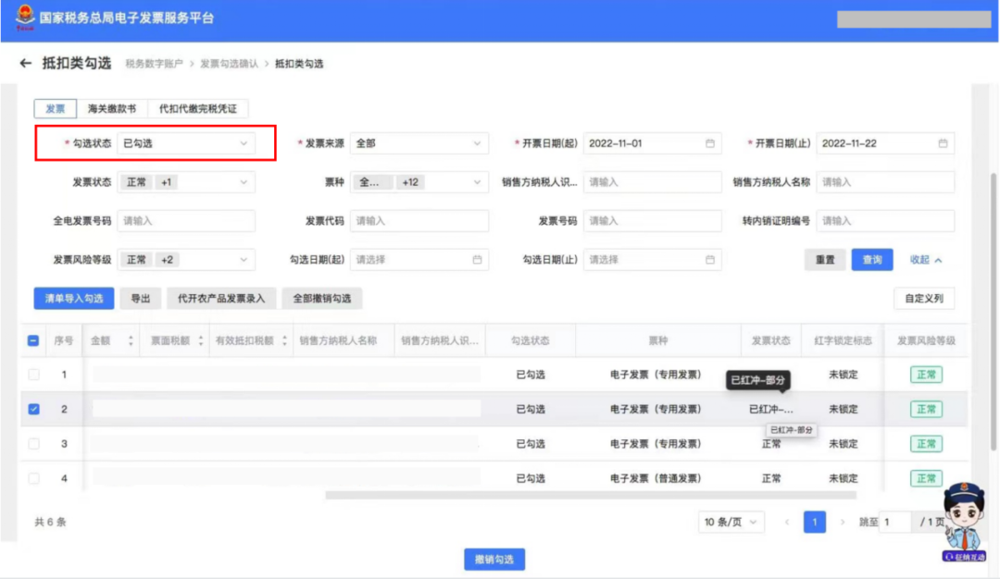 国家税务总局电子发票服务平台
← 抵扣类勾选 税务数字账户 > 发票勾选确认 > 抵扣类勾选
发票 海关缴款书 代扣代缴完税凭证
* 勾选状态 已勾选 * 发票来源 全部 * 开票日期(起) 2022-11-01 * 开票日期(止) 2022-11-22
发票状态 正常 +1 票种 全... +12 销售方纳税人识... 请输入 销售方纳税人名称 请输入
全电发票号码 请输入 发票代码 请输入 发票号码 请输入 转内销证明编号 请输入
发票风险等级 正常 +2 勾选日期(起) 请选择 勾选日期(止) 请选择 重置 查询 收起
清单导入勾选 导出 代开农产品发票录入 全部撤销勾选 自定义列
序号 金额 票面税额 有效抵扣税额 销售方纳税人名称 销售方纳税人识... 勾选状态 票种 发票状态 红字锁定标志 发票风险等级
1 已勾选 电子发票（专用发票） 未锁定 正常
已红冲-部分
2 已勾选 电子发票（专用发票） 已红冲-... 未锁定 正常
已红冲-部分
3 已勾选 电子发票（专用发票） 正常 未锁定 正常
4 已勾选 电子发票（普通发票） 正常 未锁定 正常
共 6 条 10 条/页 < 1 > 跳至 1 / 1 页
征纳互动
撤销勾选